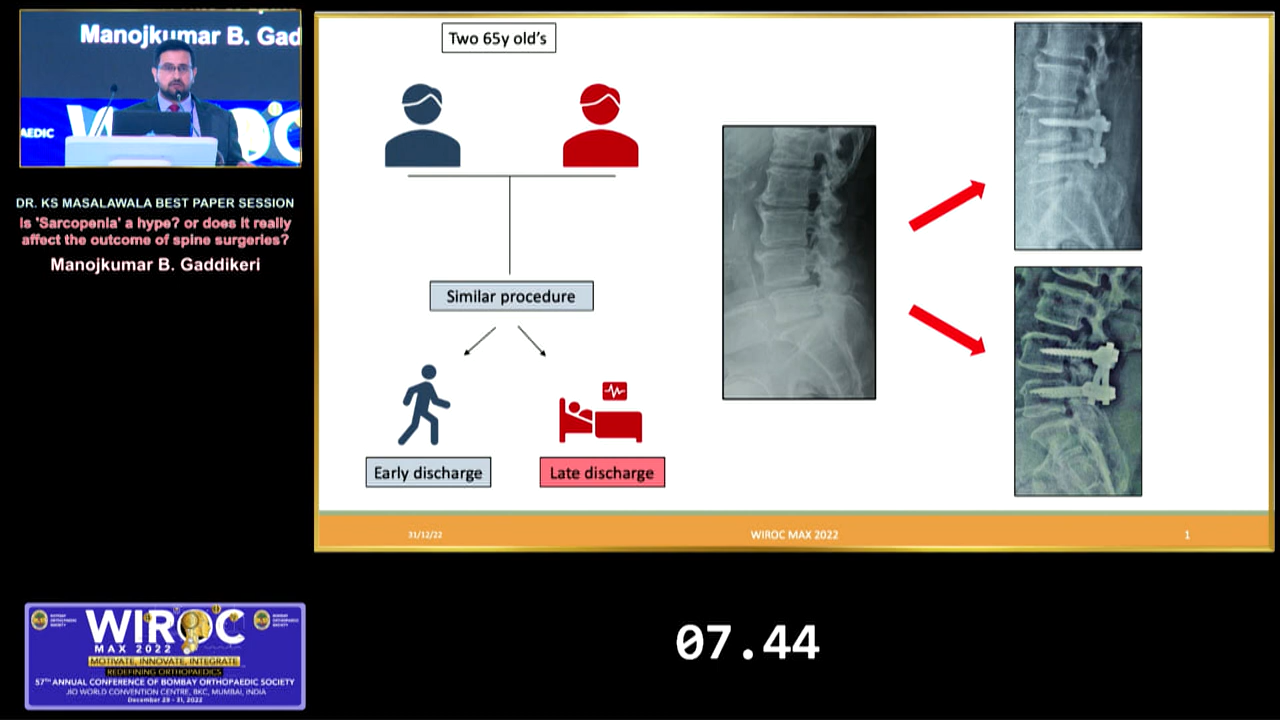 Manojkumar B. Gad
AEDIC
DR. KS MASALAWALA BEST PAPER SESSION
Is 'Sarcopenia' a hype? or does it really
affect the outcome of spine surgeries?
Manojkumar B. Gaddikeri
Two 65y old's
Similar procedure
Early discharge
Late discharge
31/12/22
WIROC MAX 2022
1
WIROC
MAX 2022
MOTIVATE, INNOVATE, INTEGRATE
REDEFINING ORTHOPAEDICS
57TH ANNUAL CONFERENCE OF BOMBAY ORTHOPAEDIC SOCIETY
JIO WORLD CONVENTION CENTRE, BKC, MUMBAI, INDIA
December 29 - 31, 2022
07.44